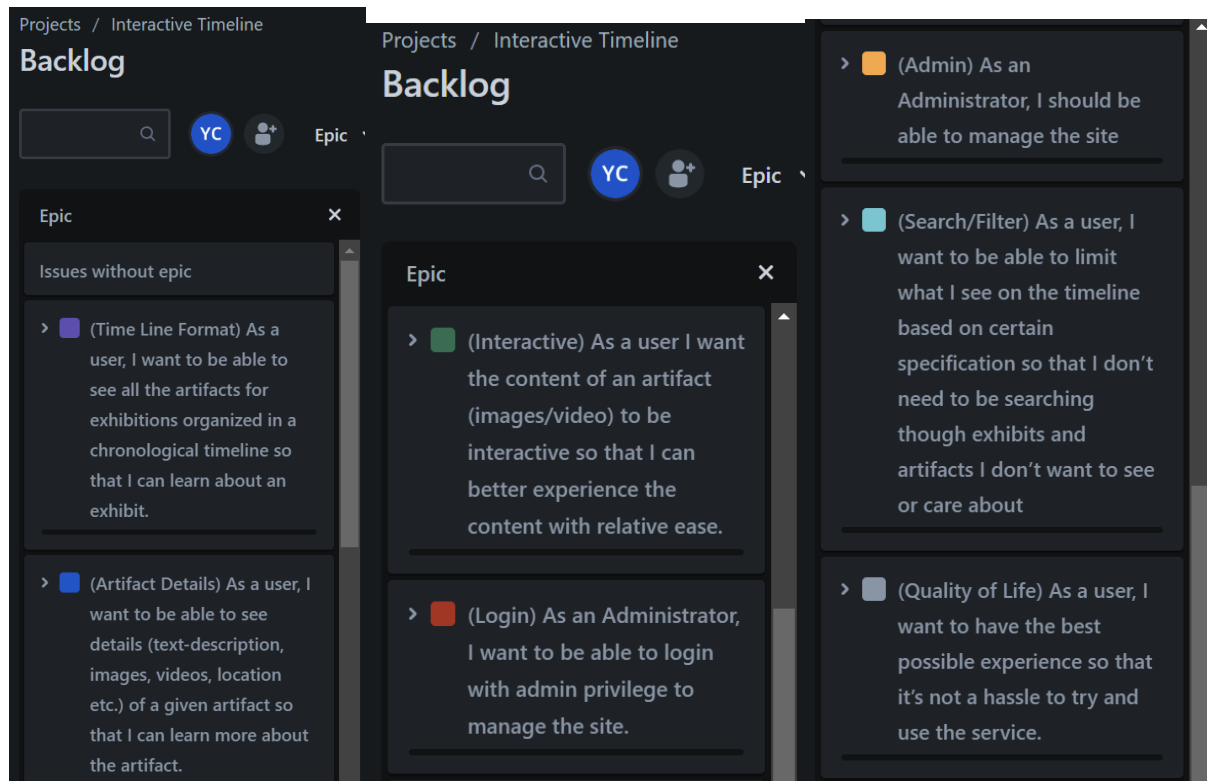 Projects / Interactive Timeline
Backlog
YC
Epic
Epic
Issues without epic
(Time Line Format) As a
user, I want to be able to
see all the artifacts for
exhibitions organized in a
chronological timeline so
that I can learn about an
exhibit.
(Artifact Details) As a user, I
want to be able to see
details (text-description,
images, videos, location
etc.) of a given artifact so
that I can learn more about
the artifact.
Projects / Interactive Timeline
Backlog
YC
Epic
Epic
(Interactive) As a user I want
the content of an artifact
(images/video) to be
interactive so that I can
better experience the
content with relative ease.
(Login) As an Administrator,
I want to be able to login
with admin privilege to
manage the site.
(Admin) As an
Administrator, I should be
able to manage the site
(Search/Filter) As a user, I
want to be able to limit
what I see on the timeline
based on certain
specification so that I don't
need to be searching
though exhibits and
artifacts I don't want to see
or care about
(Quality of Life) As a user, I
want to have the best
possible experience so that
it's not a hassle to try and
use the service.